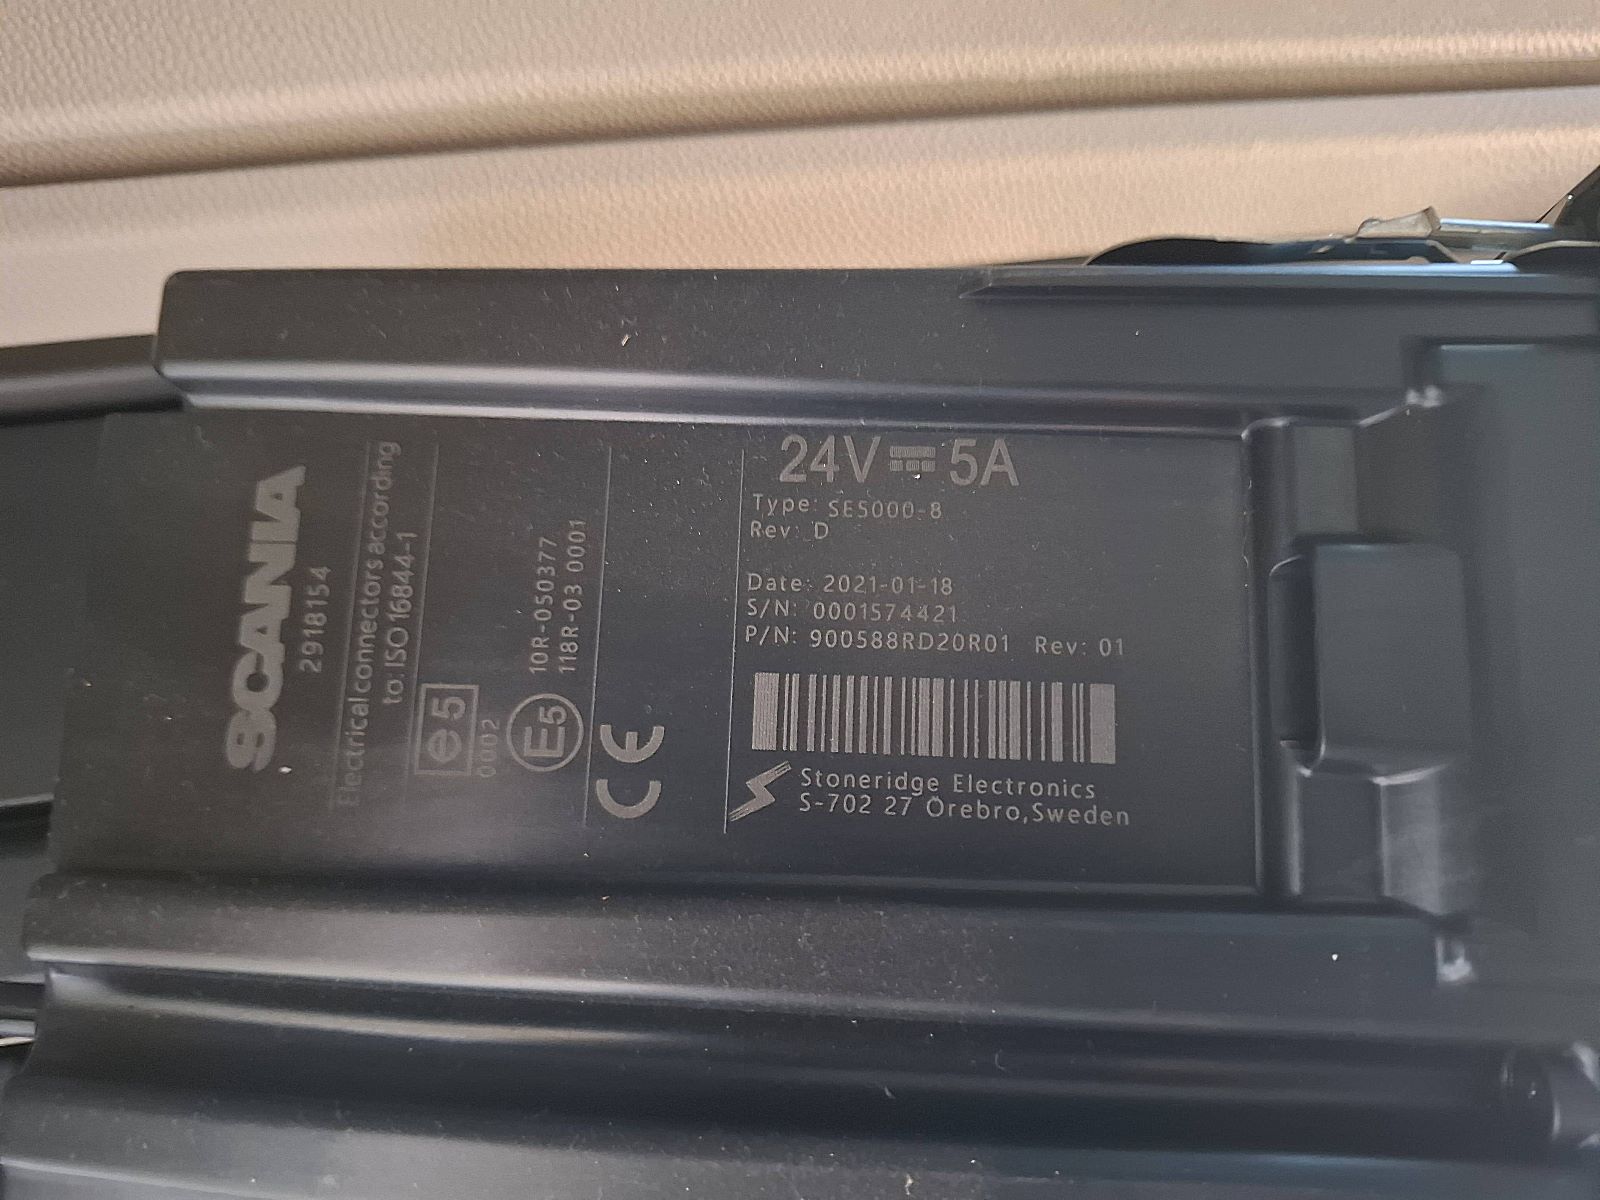 SCANIA
2918154
Electrical connectors according
to: ISO 16844-1
e5
0002
E5
10R-050377
118R-03 0001
CE
24V 5A
Type: SE5000-8
Rev: D
Date: 2021-01-18
S/N: 0001574421
P/N: 900588RD20R01 Rev: 01
Stoneridge Electronics
S-702 27 Örebro,Sweden